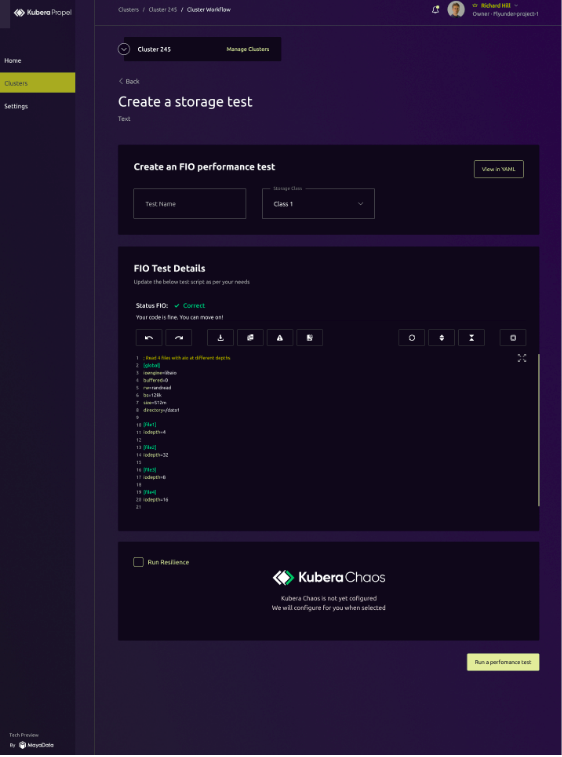 Kubera Propel
Clusters / Cluster 245 / Cluster Workflow
Richard Hill
Owner - Flyunder-project-1
Home
Clusters
Settings
Cluster 245
Manage Clusters
Back
Create a storage test
Text
Create an FIO performance test
View in YAML
Test Name
Storage Class
Class 1
FIO Test Details
Update the below test script as per your needs
Status FIO: Correct
Your code is fine. You can move on!
1 ; Read 4 files with aio at different depths
2 [global]
3 ioengine=libaio
4 buffered=0
5 rw=randread
6 bs=128k
7 size=512m
8 directory=/data1
9
10 [file1]
11 iodepth=4
12
13 [file2]
14 iodepth=32
15
16 [file3]
17 iodepth=8
18
19 [file4]
20 iodepth=16
21
Run Resilience
Kubera Chaos
Kubera Chaos is not yet cofigured
We will configure for you when selected
Run a perfomance test
Tech Preview
By MayaData